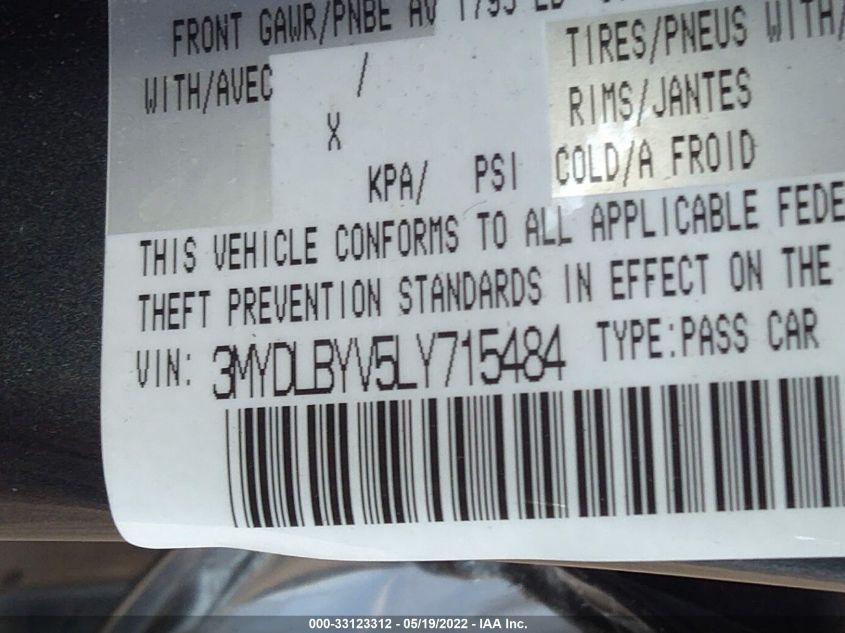 FRONT GAWR/PNBE AV 1795 LB
WITH/AVEC /
TIRES/PNEUS WITH/
X
RIMS/JANTES
KPA/ PSI COLD/A FROID
THIS VEHICLE CONFORMS TO ALL APPLICABLE FEDE
THEFT PREVENTION STANDARDS IN EFFECT ON THE
VIN: 3MYDLBYV5LY715484 TYPE:PASS CAR
000-33123312 - 05/19/2022 - IAA Inc.